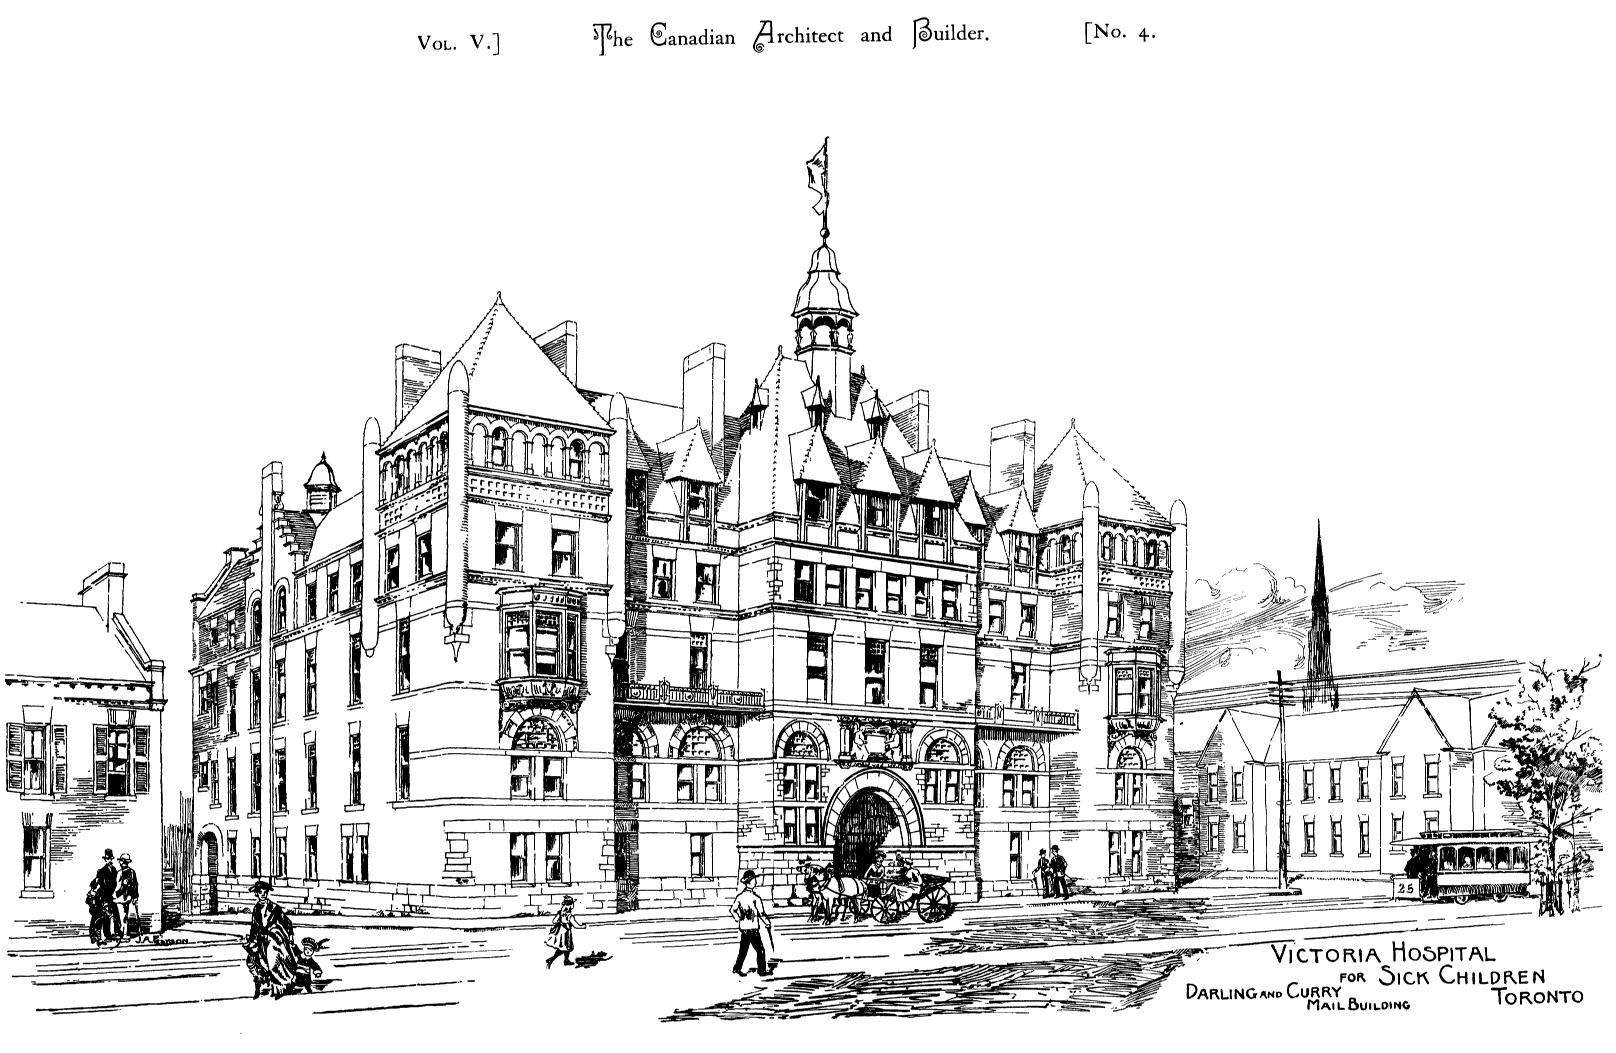 Vol. V.] The Canadian Architect and Builder. [No. 4.
25
J.A. Pearson
Victoria Hospital
for Sick Children
Toronto
Darling and Curry
Mail Building